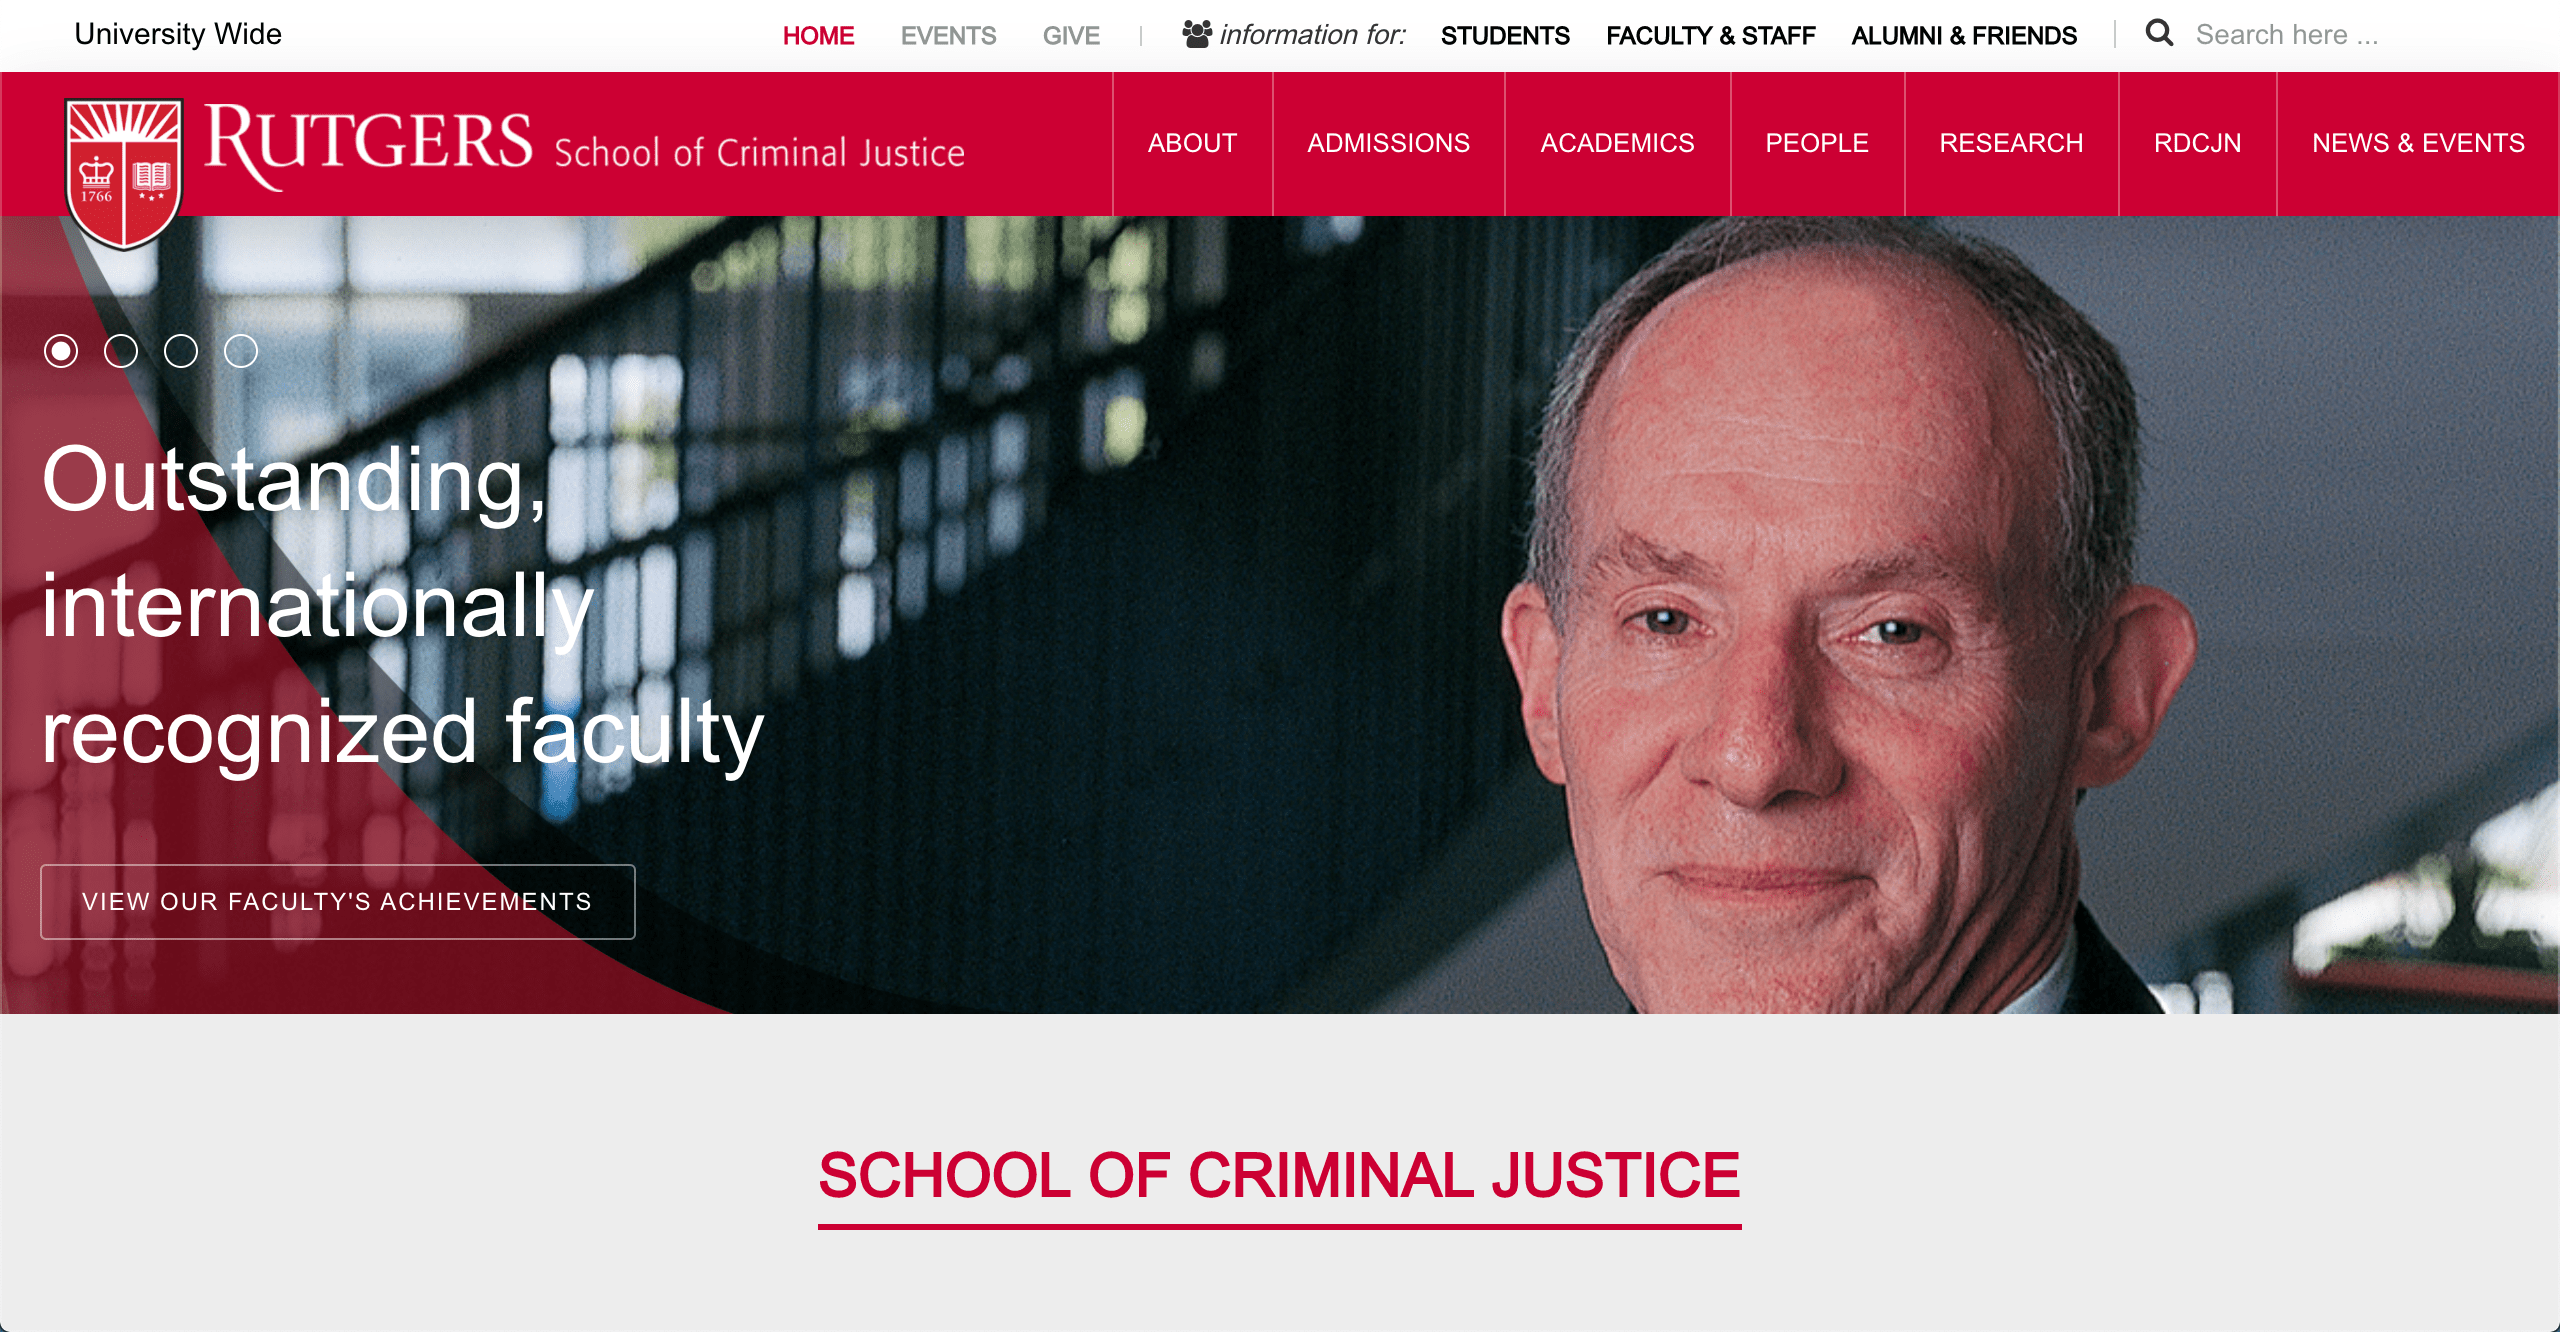 University Wide
HOME EVENTS GIVE | information for: STUDENTS FACULTY & STAFF ALUMNI & FRIENDS | Search here ...
1766
RUTGERS School of Criminal Justice
ABOUT ADMISSIONS ACADEMICS PEOPLE RESEARCH RDCJN NEWS & EVENTS
Outstanding,
internationally
recognized faculty
VIEW OUR FACULTY'S ACHIEVEMENTS
SCHOOL OF CRIMINAL JUSTICE